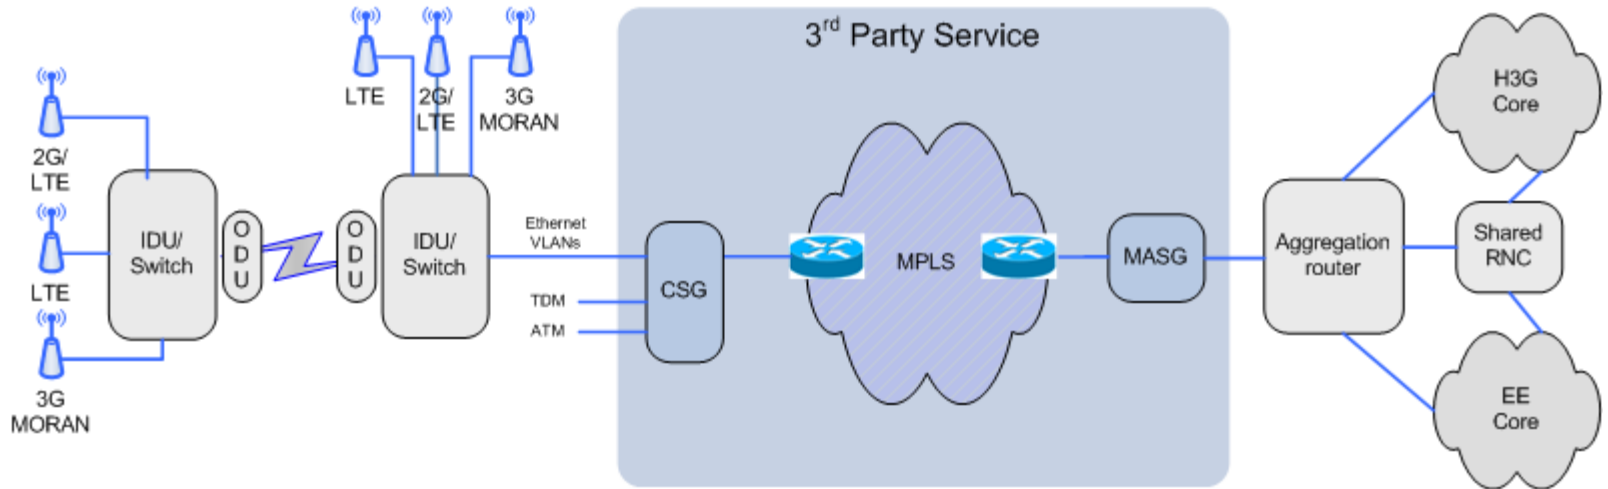 LTE
2G/
LTE
3G
MORAN
2G/
LTE
LTE
3G
MORAN
IDU/
Switch
O
D
U
O
D
U
IDU/
Switch
Ethernet
VLANs
TDM
ATM
3rd Party Service
CSG
MPLS
MASG
Aggregation
router
H3G
Core
Shared
RNC
EE
Core